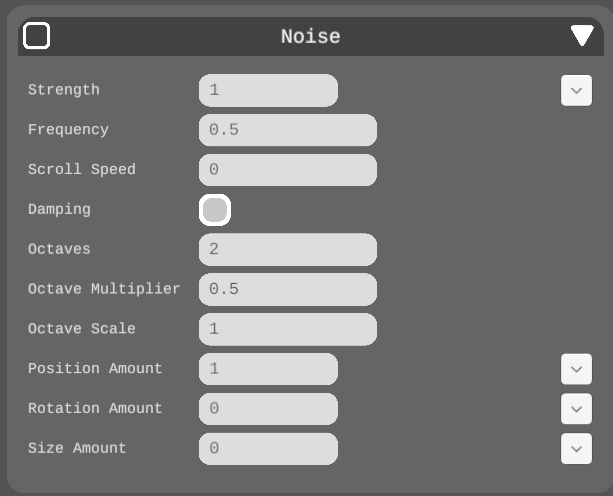 Noise
Strength 1
Frequency 0.5
Scroll Speed 0
Damping
Octaves 2
Octave Multiplier 0.5
Octave Scale 1
Position Amount 1
Rotation Amount 0
Size Amount 0